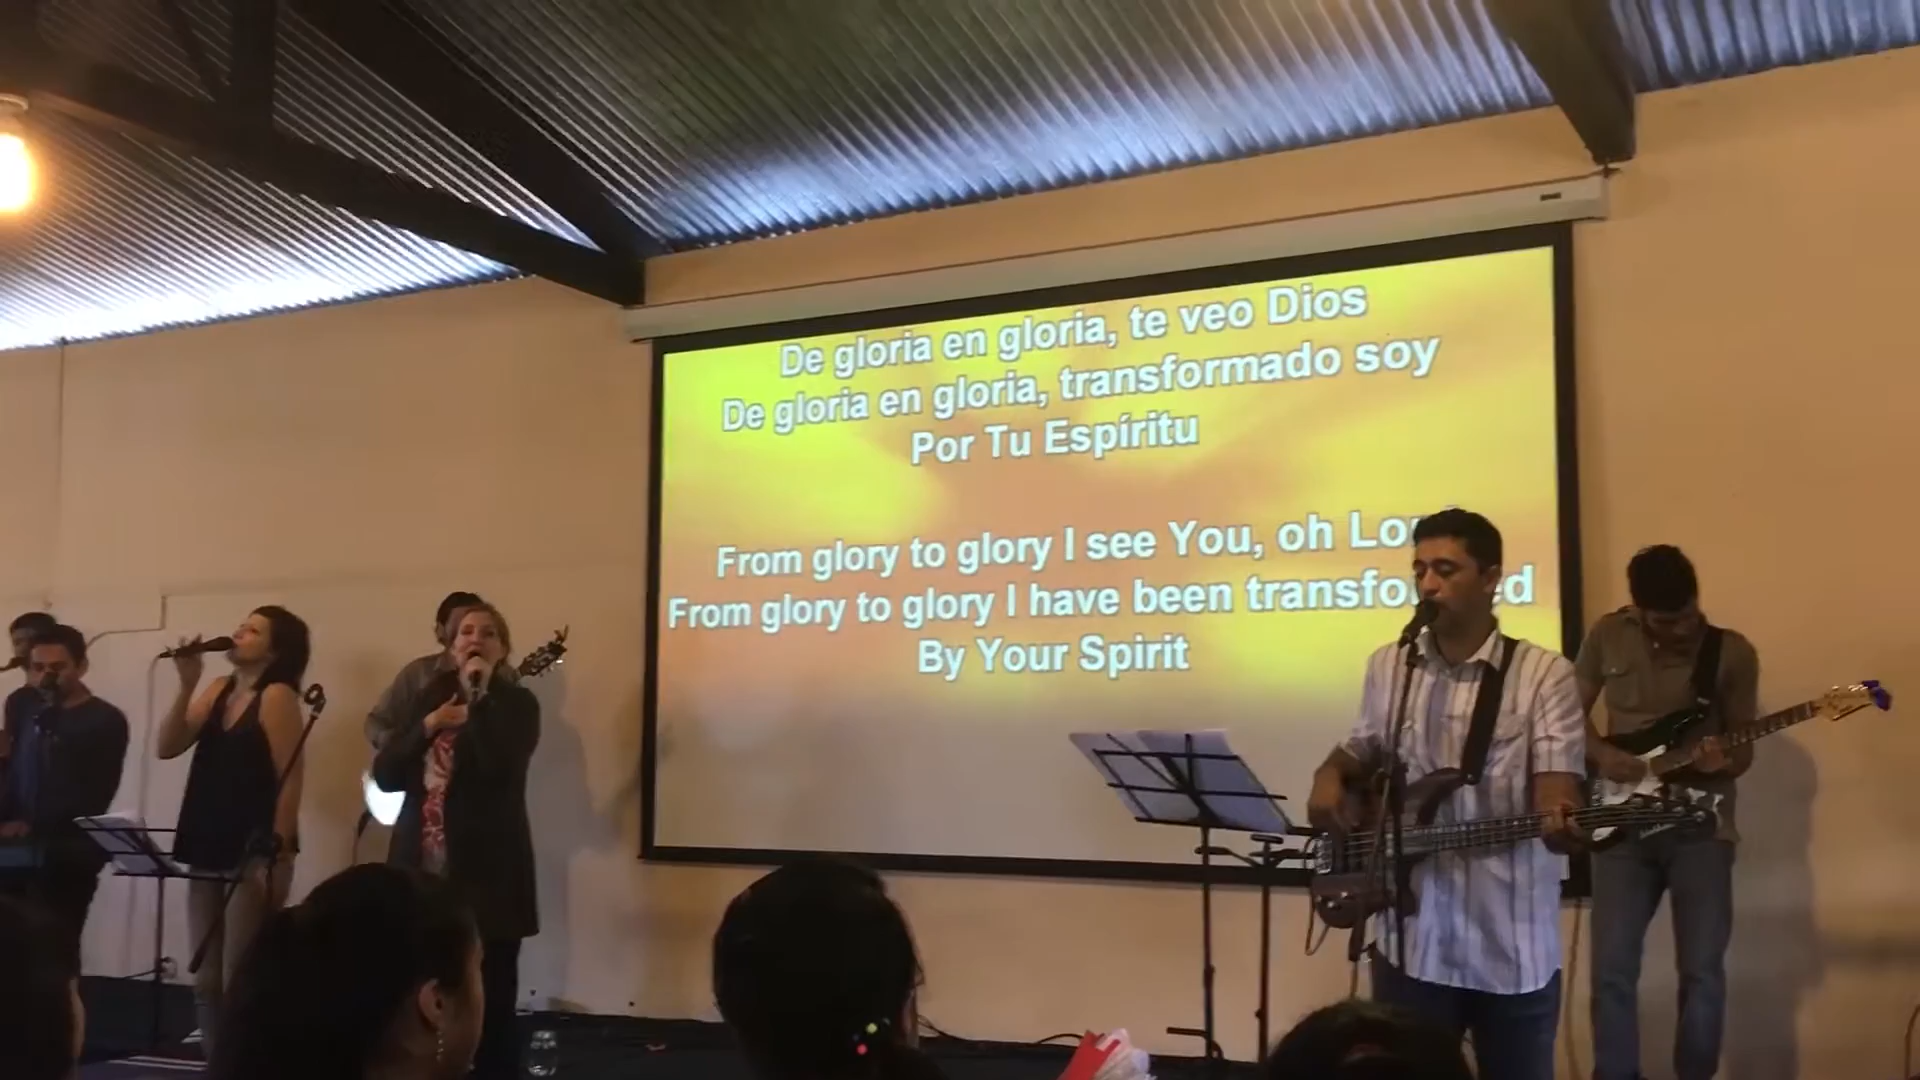 De gloria en gloria, te veo Dios
De gloria en gloria, transformado soy
Por Tu Espíritu
From glory to glory I see You, oh
From glory to glory I have been
By Your Spirit